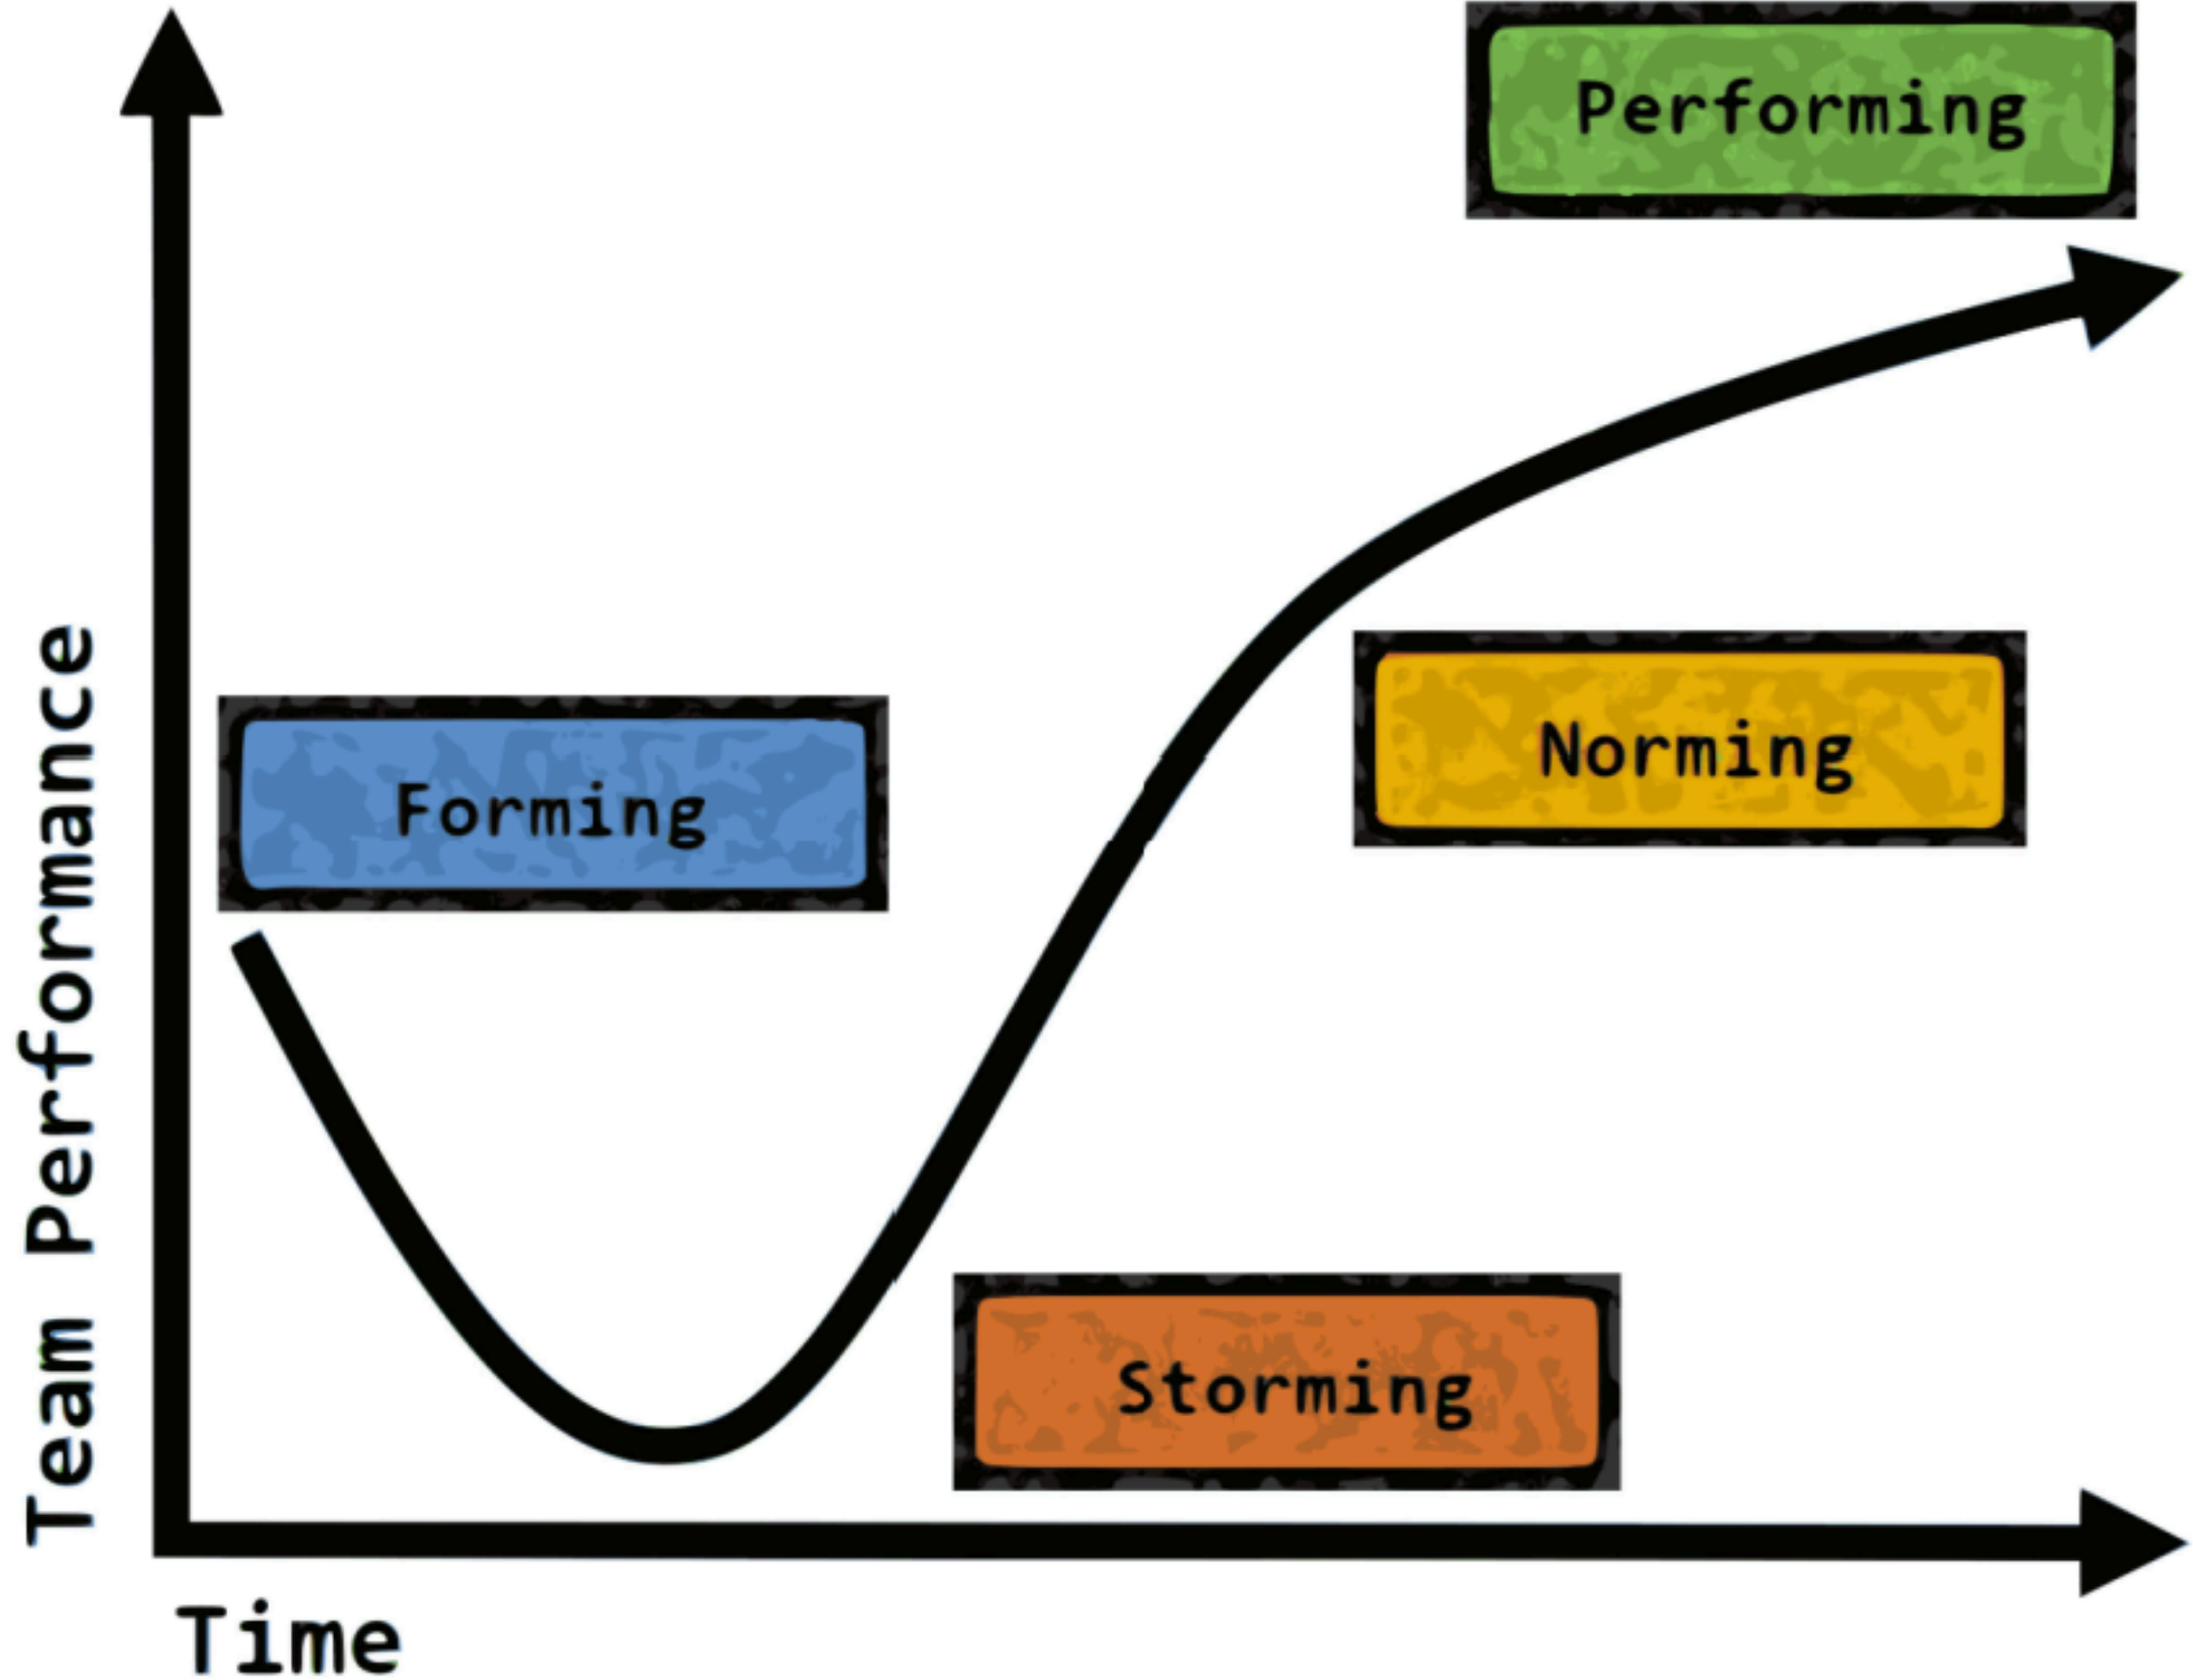 Performing
Norming
Forming
Storming
Team Performance
Time